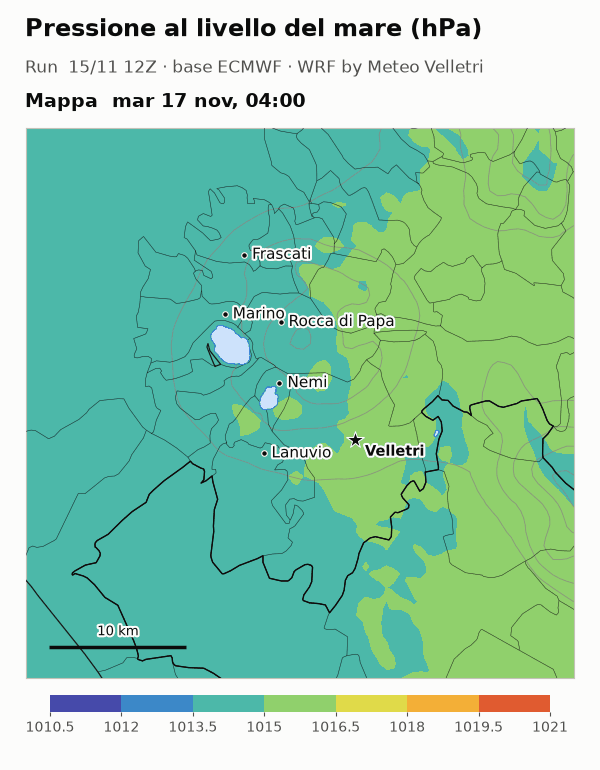 Pressione al livello del mare (hPa)
Run  15/11 12Z · base ECMWF · WRF by Meteo Velletri
Mappa  mar 17 nov, 04:00
Frascati
Marino
Rocca di Papa
Nemi
Velletri
Lanuvio
10 km
1010.5 1012 1013.5 1015 1016.5 1018 1019.5 1021